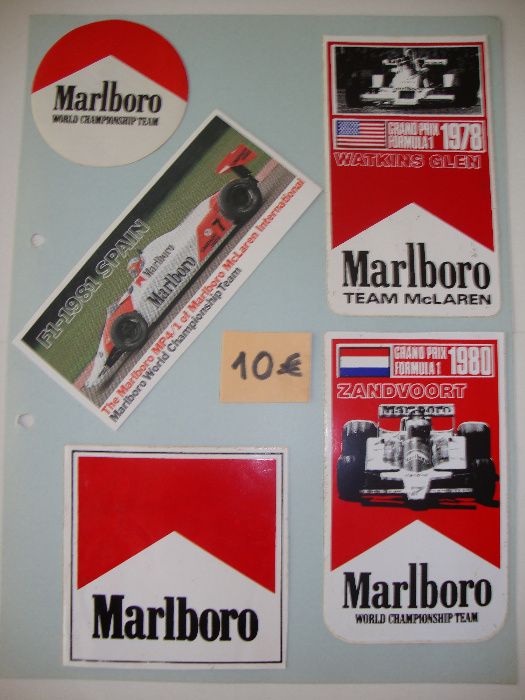 Marlboro
WORLD CHAMPIONSHIP TEAM
GRAND PRIX
FORMULA 1
1978
WATKINS GLEN
Marlboro
TEAM McLAREN
F1-1981 SPAIN
Marlboro
Marlboro
7
The Marlboro MP4/1 of Marlboro McLaren International
Marlboro World Championship Team
10 €
GRAND PRIX
FORMULA 1
1980
ZANDVOORT
Marlboro
7
Marlboro
WORLD CHAMPIONSHIP TEAM
Marlboro